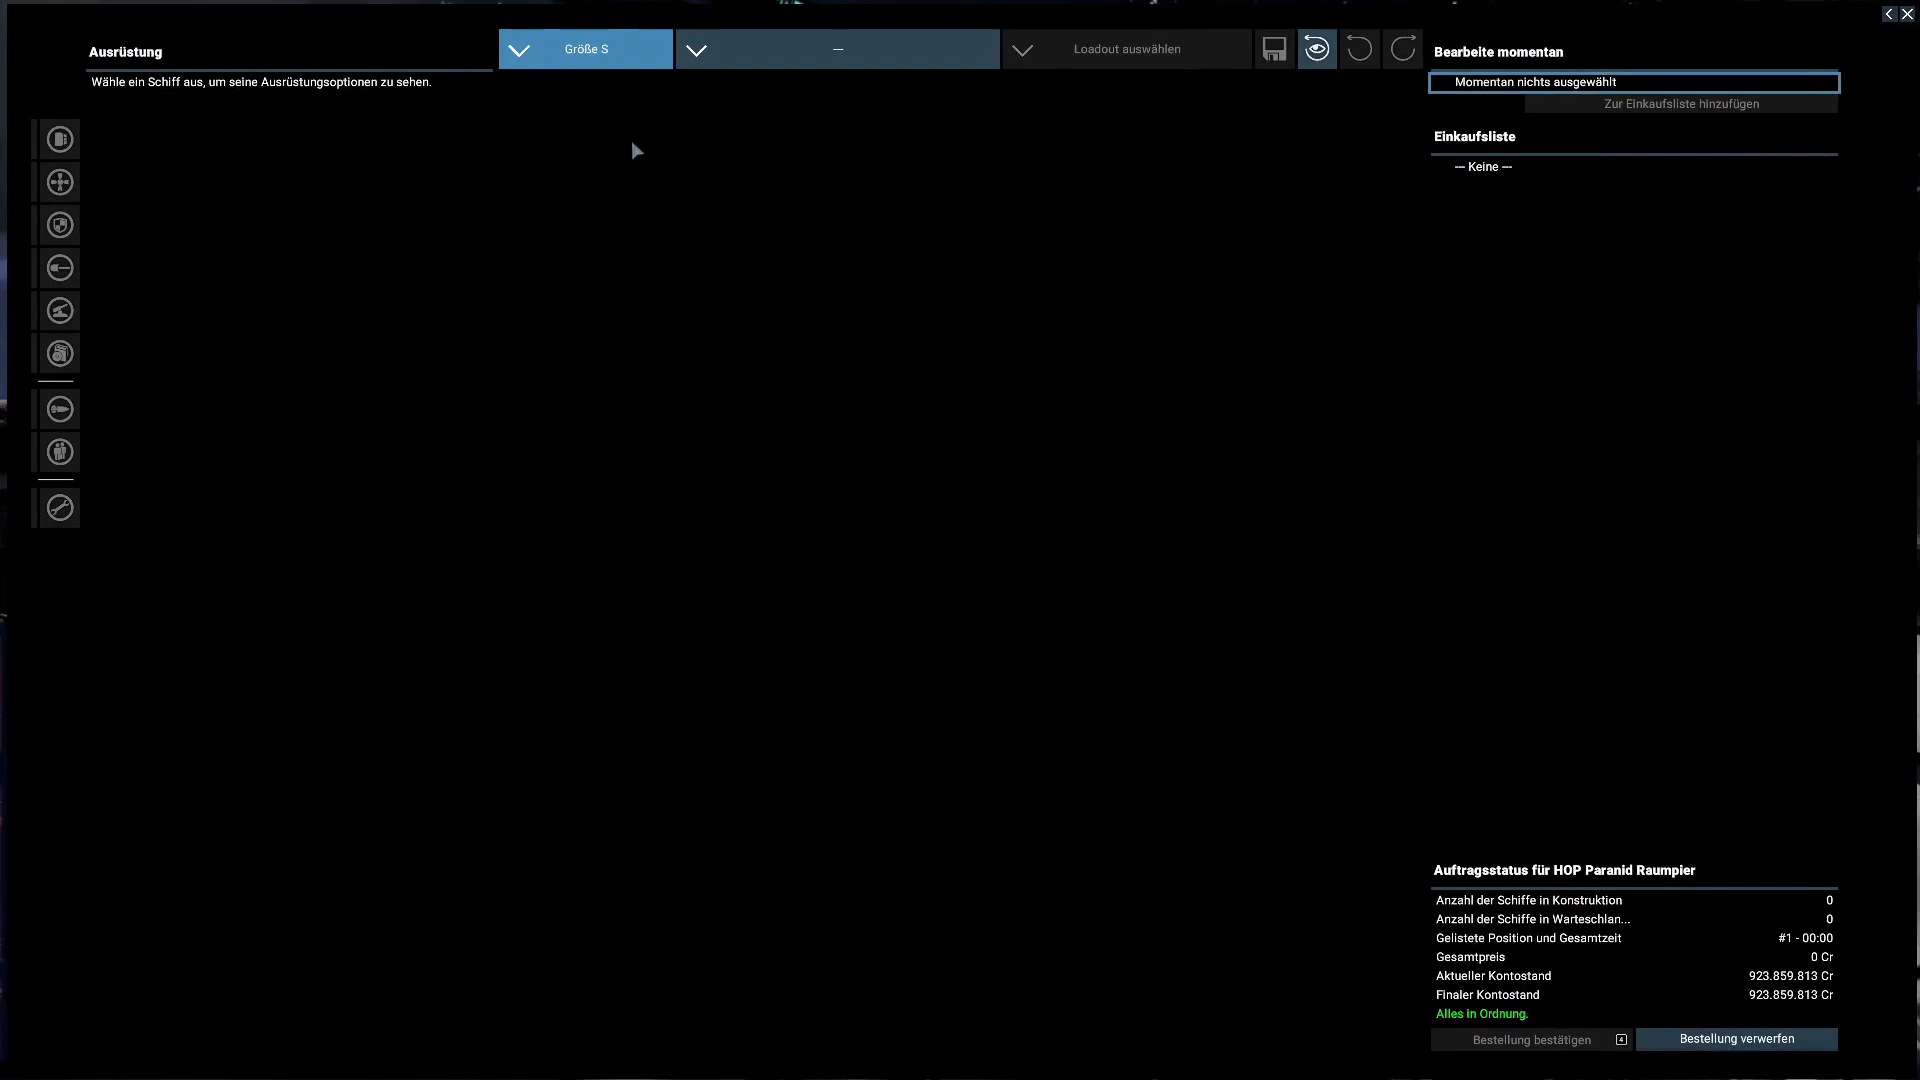 Ausrüstung
Wähle ein Schiff aus, um seine Ausrüstungsoptionen zu sehen.
Größe S
—
Loadout auswählen
Bearbeite momentan
Momentan nichts ausgewählt
Zur Einkaufsliste hinzufügen
Einkaufsliste
— Keine —
Auftragsstatus für HOP Paranid Raumpier
Anzahl der Schiffe in Konstruktion 0
Anzahl der Schiffe in Warteschlan... 0
Gelistete Position und Gesamtzeit #1 - 00:00
Gesamtpreis 0 Cr
Aktueller Kontostand 923.859.813 Cr
Finaler Kontostand 923.859.813 Cr
Alles in Ordnung.
Bestellung bestätigen 4
Bestellung verwerfen